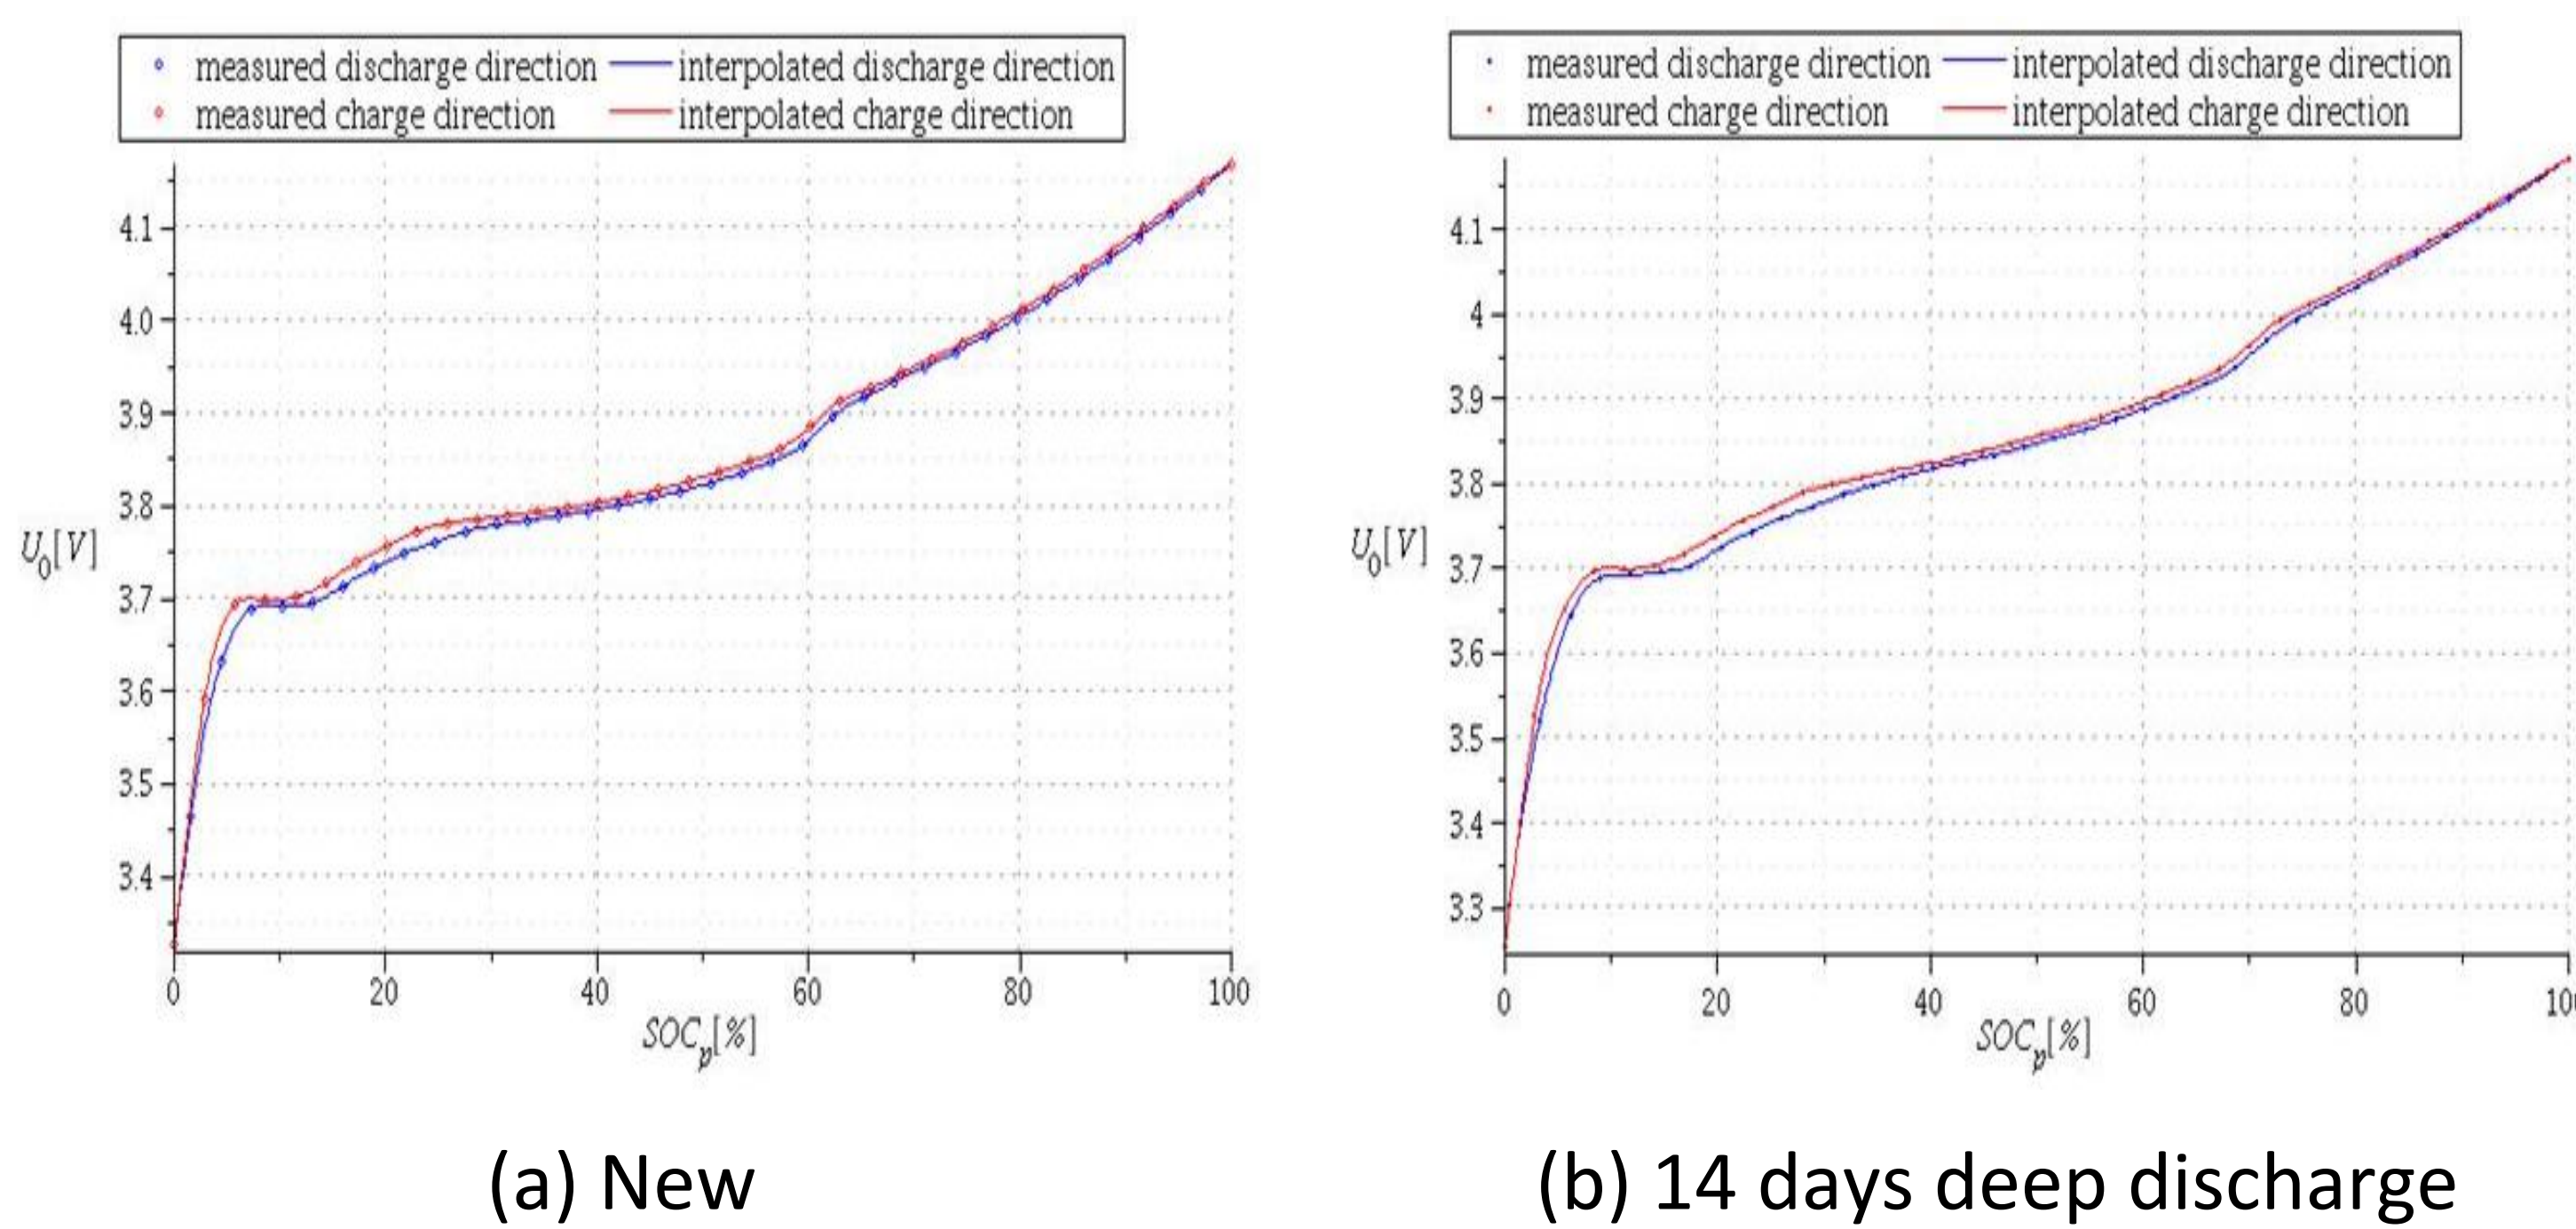 measured discharge direction interpolated discharge direction
measured charge direction interpolated charge direction
4.1
4.0
3.9
3.8
3.7
3.6
3.5
3.4
U0[V]
0 20 40 60 80 100
SOCp[%]
(a) New
measured discharge direction interpolated discharge direction
measured charge direction interpolated charge direction
4.1
4
3.9
3.8
3.7
3.6
3.5
3.4
3.3
U0[V]
0 20 40 60 80 10
SOCp[%]
(b) 14 days deep discharge